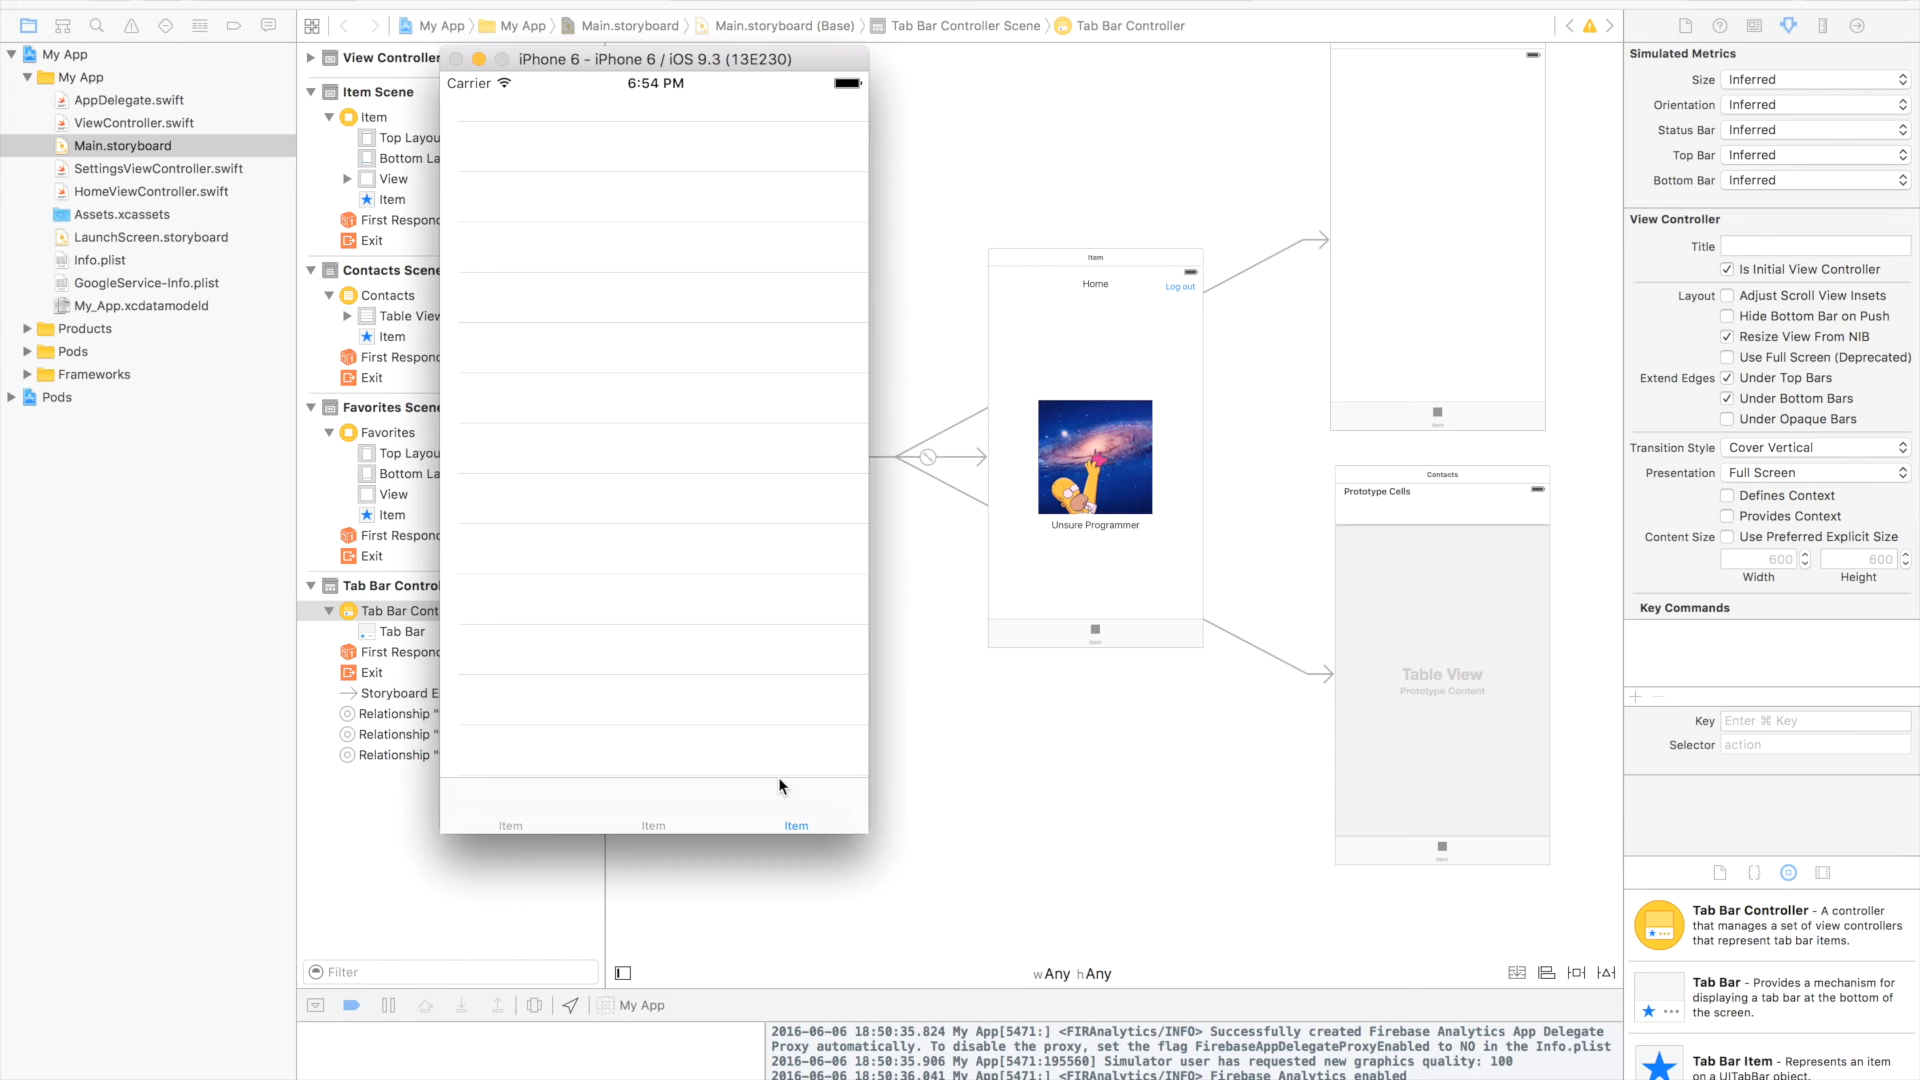 My App
My App
Main.storyboard
Main.storyboard (Base)
Tab Bar Controller Scene
Tab Bar Controller
My App
My App
AppDelegate.swift
ViewController.swift
Main.storyboard
SettingsViewController.swift
HomeViewController.swift
Assets.xcassets
LaunchScreen.storyboard
Info.plist
GoogleService-Info.plist
My_App.xcdatamodeld
Products
Pods
Frameworks
Pods
View Controller
Item Scene
Item
Top Layou
Bottom La
View
Item
First Respond
Exit
Contacts Scene
Contacts
Table View
Item
First Respond
Exit
Favorites Scene
Favorites
Top Layou
Bottom La
View
Item
First Respond
Exit
Tab Bar Contro
Tab Bar Cont
Tab Bar
First Respond
Exit
Storyboard E
Relationship "
Relationship "
Relationship "
Filter
iPhone 6 - iPhone 6 / iOS 9.3 (13E230)
Carrier
6:54 PM
Item
Item
Item
Item
Home
Log out
Unsure Programmer
Item
Item
Contacts
Prototype Cells
Table View
Prototype Content
Item
wAny hAny
My App
2016-06-06 18:50:35.824 My App[5471:] <FIRAnalytics/INFO> Successfully created Firebase Analytics App Delegate
Proxy automatically. To disable the proxy, set the flag FirebaseAppDelegateProxyEnabled to NO in the Info.plist
2016-06-06 18:50:35.906 My App[5471:195560] Simulator user has requested new graphics quality: 100
2016-06-06 18:50:36.041 My App[5471:] <FIRAnalytics/INFO> Firebase Analytics enabled
Simulated Metrics
Size Inferred
Orientation Inferred
Status Bar Inferred
Top Bar Inferred
Bottom Bar Inferred
View Controller
Title
Is Initial View Controller
Layout Adjust Scroll View Insets
Hide Bottom Bar on Push
Resize View From NIB
Use Full Screen (Deprecated)
Extend Edges Under Top Bars
Under Bottom Bars
Under Opaque Bars
Transition Style Cover Vertical
Presentation Full Screen
Defines Context
Provides Context
Content Size Use Preferred Explicit Size
600 600
Width Height
Key Commands
Key Enter ⌘ Key
Selector action
Tab Bar Controller - A controller
that manages a set of view controllers
that represent tab bar items.
Tab Bar - Provides a mechanism for
displaying a tab bar at the bottom of
the screen.
Tab Bar Item - Represents an item
on a UITabBar object.